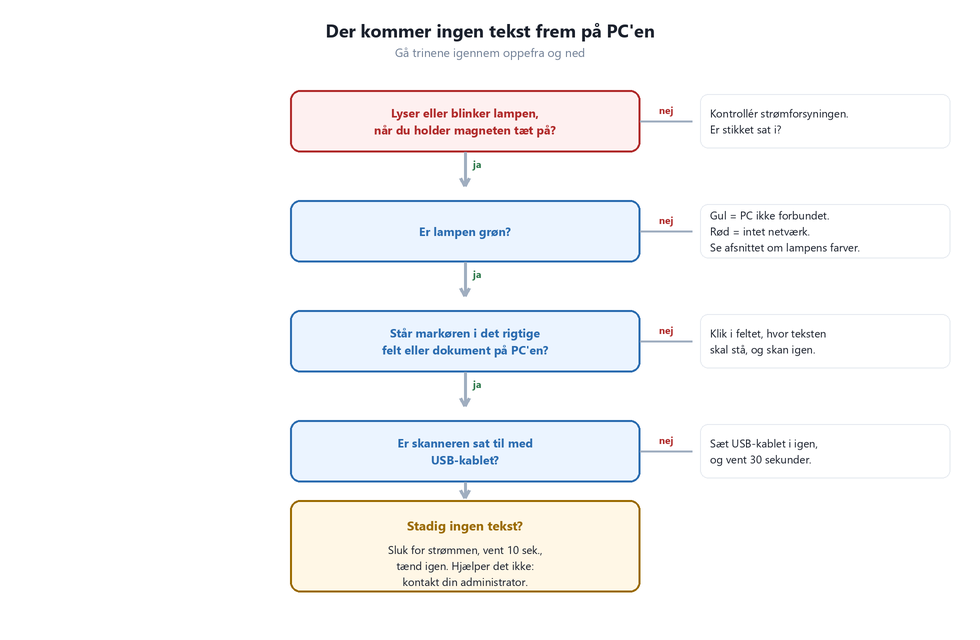 Der kommer ingen tekst frem på PC'en
Gå trinene igennem oppefra og ned
Lyser eller blinker lampen,
når du holder magneten tæt på?
nej
Kontrollér strømforsyningen.
Er stikket sat i?
ja
Er lampen grøn?
nej
Gul = PC ikke forbundet.
Rød = intet netværk.
Se afsnittet om lampens farver.
ja
Står markøren i det rigtige
felt eller dokument på PC'en?
nej
Klik i feltet, hvor teksten
skal stå, og skan igen.
ja
Er skanneren sat til med
USB-kablet?
nej
Sæt USB-kablet i igen,
og vent 30 sekunder.
Stadig ingen tekst?
Sluk for strømmen, vent 10 sek.,
tænd igen. Hjælper det ikke:
kontakt din administrator.